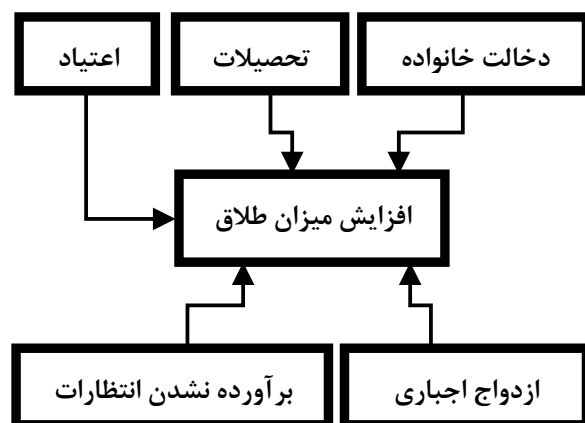 دخالت خانواده
تحصیلات
اعتیاد
افزایش میزان طلاق
ازدواج اجباری
برآورده نشدن انتظارات